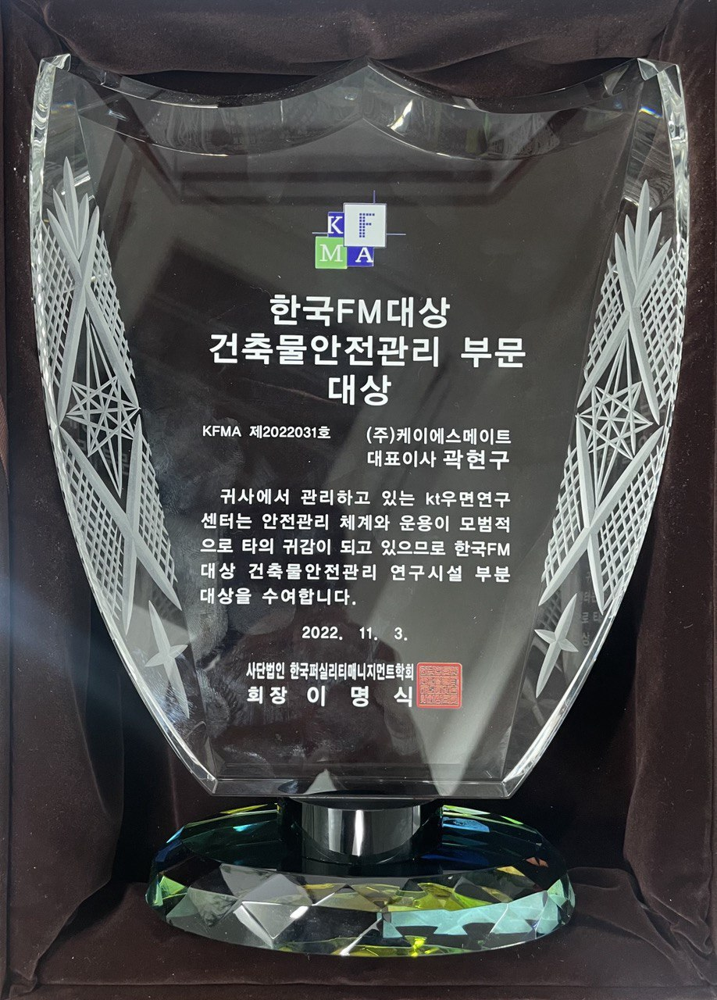 K F
M A
한국FM대상
건축물안전관리 부문
대상
KFMA 제2022031호 (주)케이에스메이트
대표이사 곽현구
귀사에서 관리하고 있는 kt우면연구
센터는 안전관리 체계와 운용이 모범적
으로 타의 귀감이 되고 있으므로 한국FM
대상 건축물안전관리 연구시설 부분
대상을 수여합니다.
2022. 11. 3.
사단법인 한국퍼실리티매니지먼트학회
회장 이 명 식